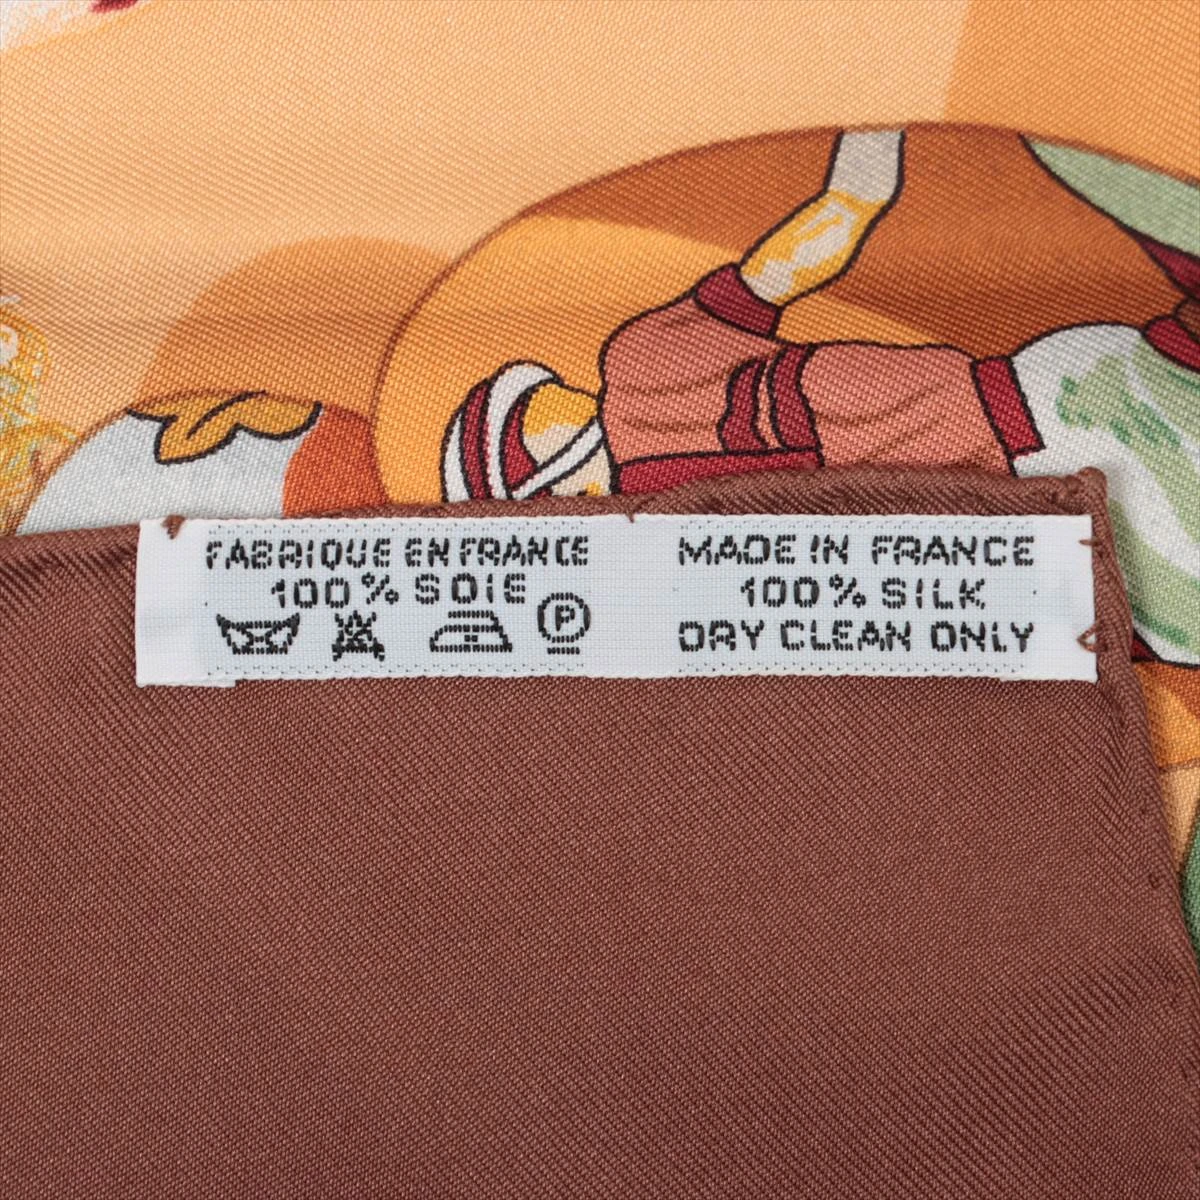 FABRIQUE EN FRANCE
100% SOIE
P
MADE IN FRANCE
100% SILK
DRY CLEAN ONLY